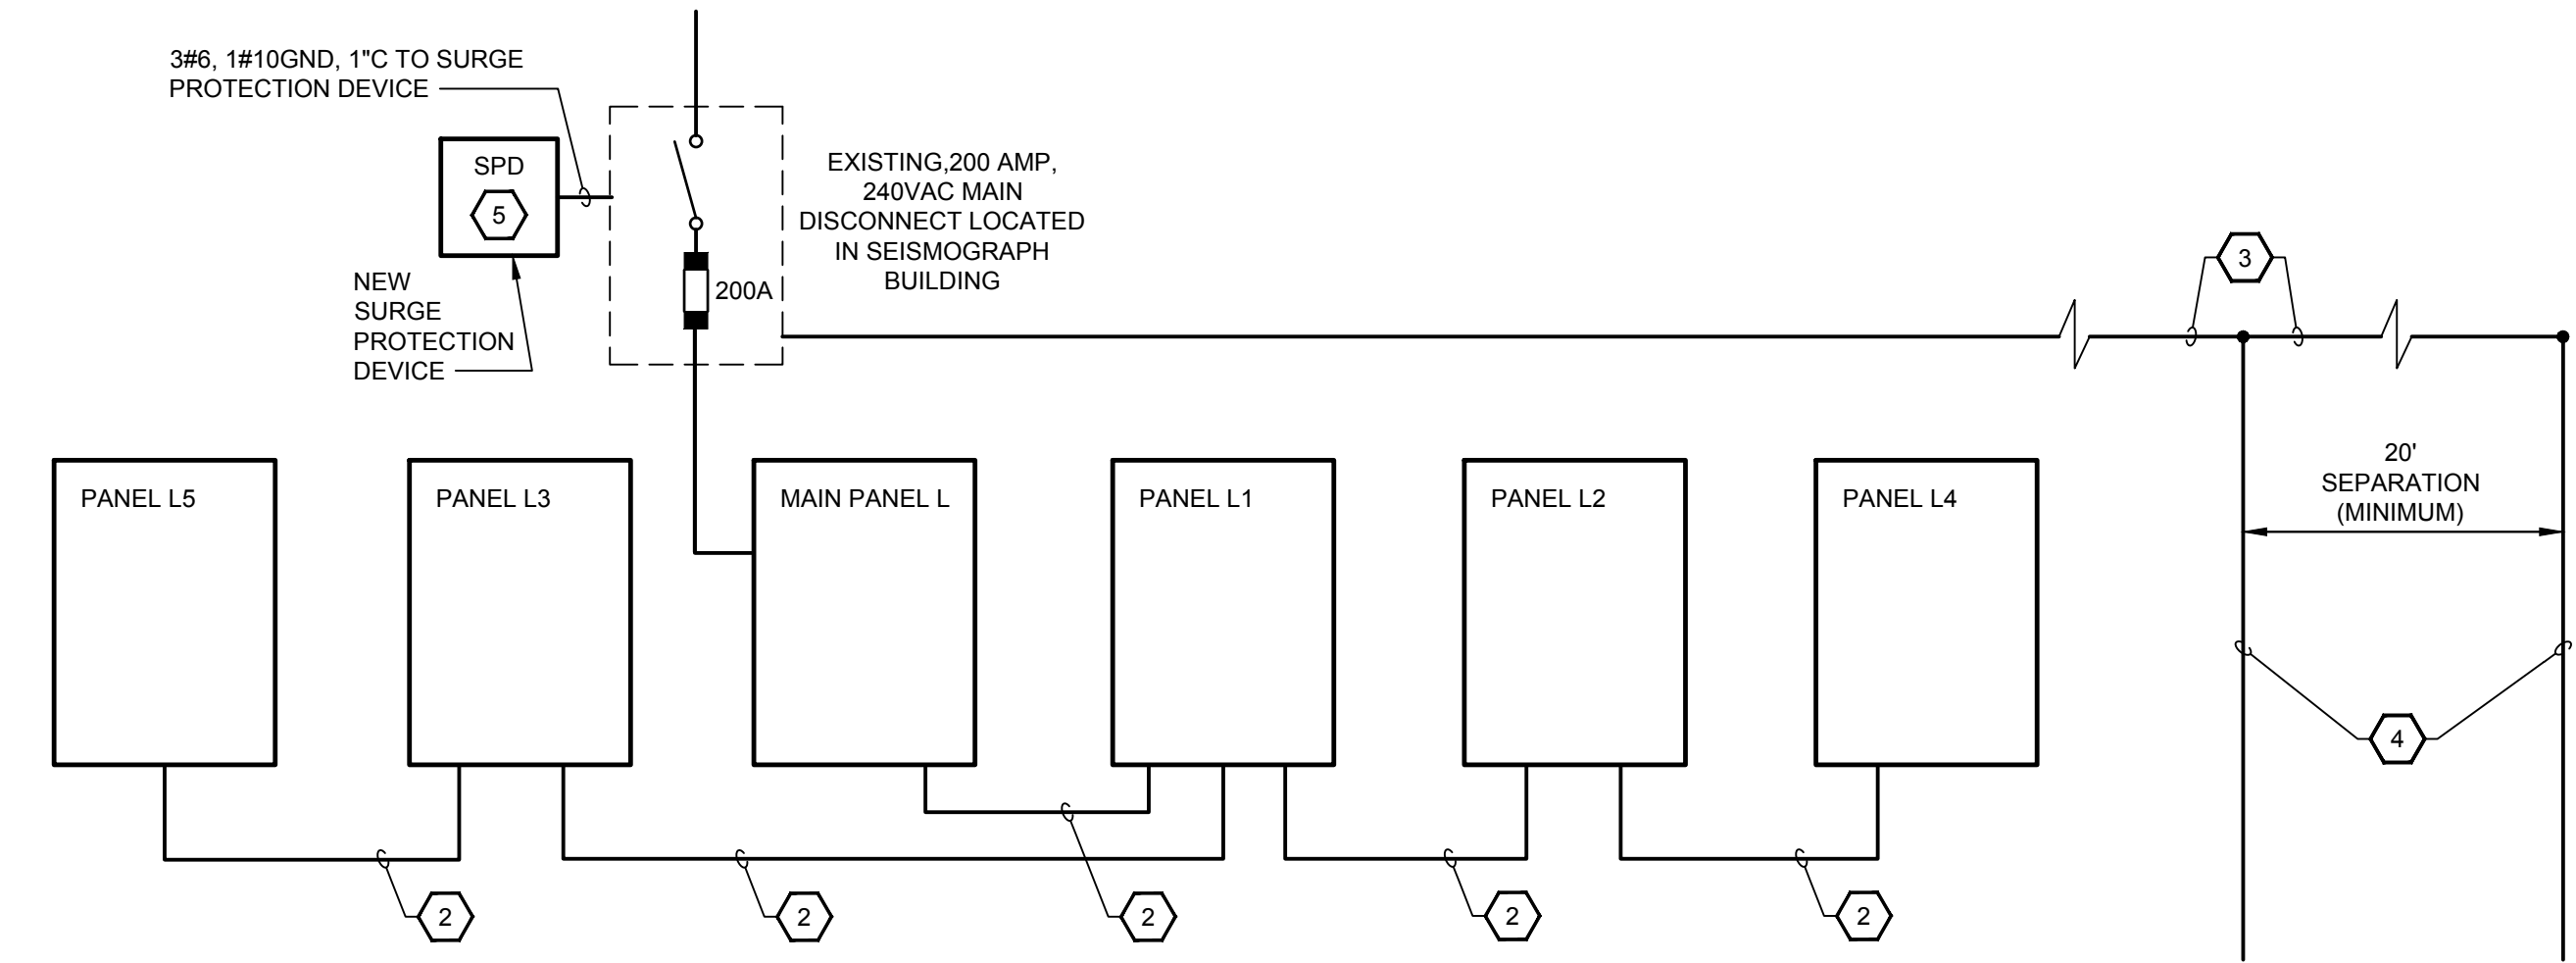 3#6, 1#10GND, 1"C TO SURGE
PROTECTION DEVICE
SPD
5
NEW
SURGE
PROTECTION
DEVICE
200A
EXISTING,200 AMP,
240VAC MAIN
DISCONNECT LOCATED
IN SEISMOGRAPH
BUILDING
3
20'
SEPARATION
(MINIMUM)
4
PANEL L5
PANEL L3
MAIN PANEL L
PANEL L1
PANEL L2
PANEL L4
2
2
2
2
2